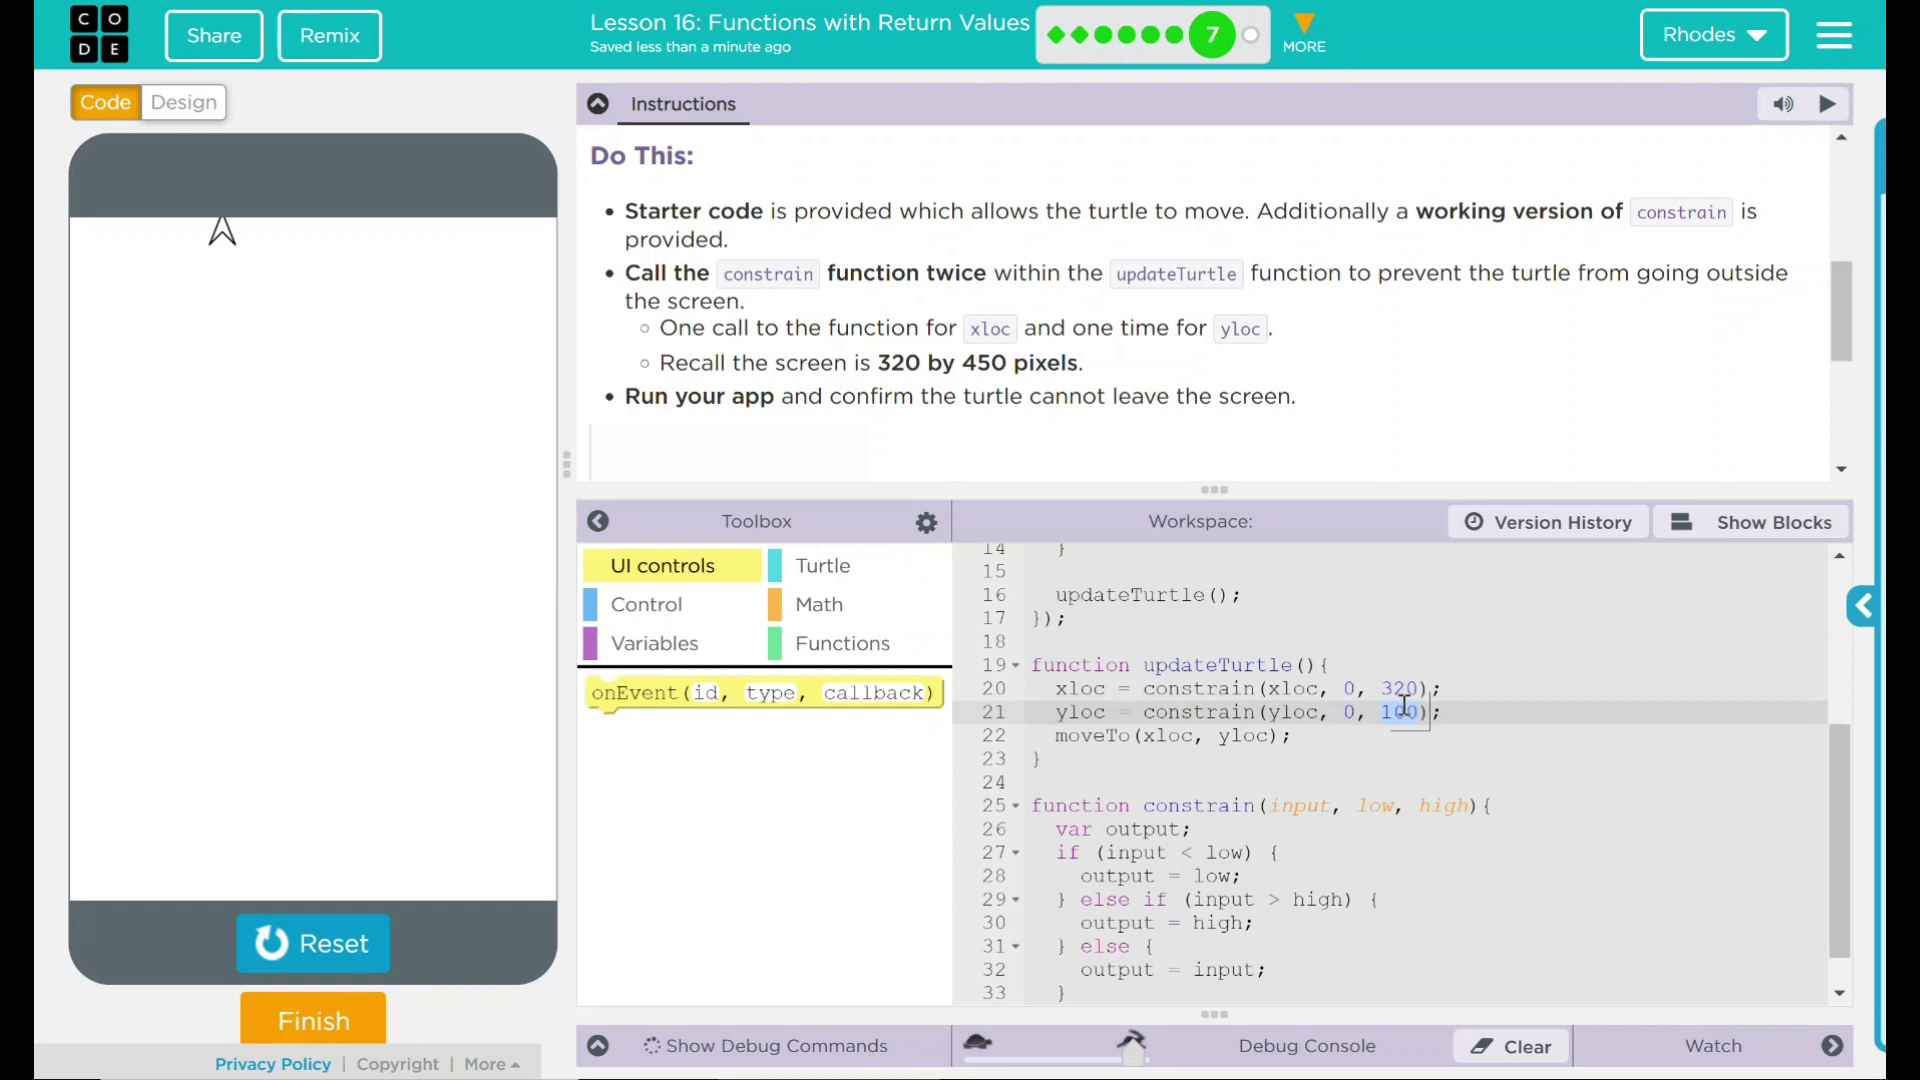 C O
D E
Share
Remix
Lesson 16: Functions with Return Values
Saved less than a minute ago
7
MORE
Rhodes
Code
Design
Instructions
Do This:
Starter code is provided which allows the turtle to move. Additionally a working version of constrain is
provided.
Call the constrain function twice within the updateTurtle function to prevent the turtle from going outside
the screen.
One call to the function for xloc and one time for yloc.
Recall the screen is 320 by 450 pixels.
Run your app and confirm the turtle cannot leave the screen.
Toolbox
Workspace:
Version History
Show Blocks
UI controls
Turtle
Control
Math
Variables
Functions
onEvent(id, type, callback)
14 }
15
16 updateTurtle();
17 });
18
19 function updateTurtle(){
20 xloc = constrain(xloc, 0, 320);
21 yloc = constrain(yloc, 0, 100);
22 moveTo(xloc, yloc);
23 }
24
25 function constrain(input, low, high){
26 var output;
27 if (input < low) {
28 output = low;
29 } else if (input > high) {
30 output = high;
31 } else {
32 output = input;
33 }
Reset
Finish
Show Debug Commands
Debug Console
Clear
Watch
Privacy Policy | Copyright | More